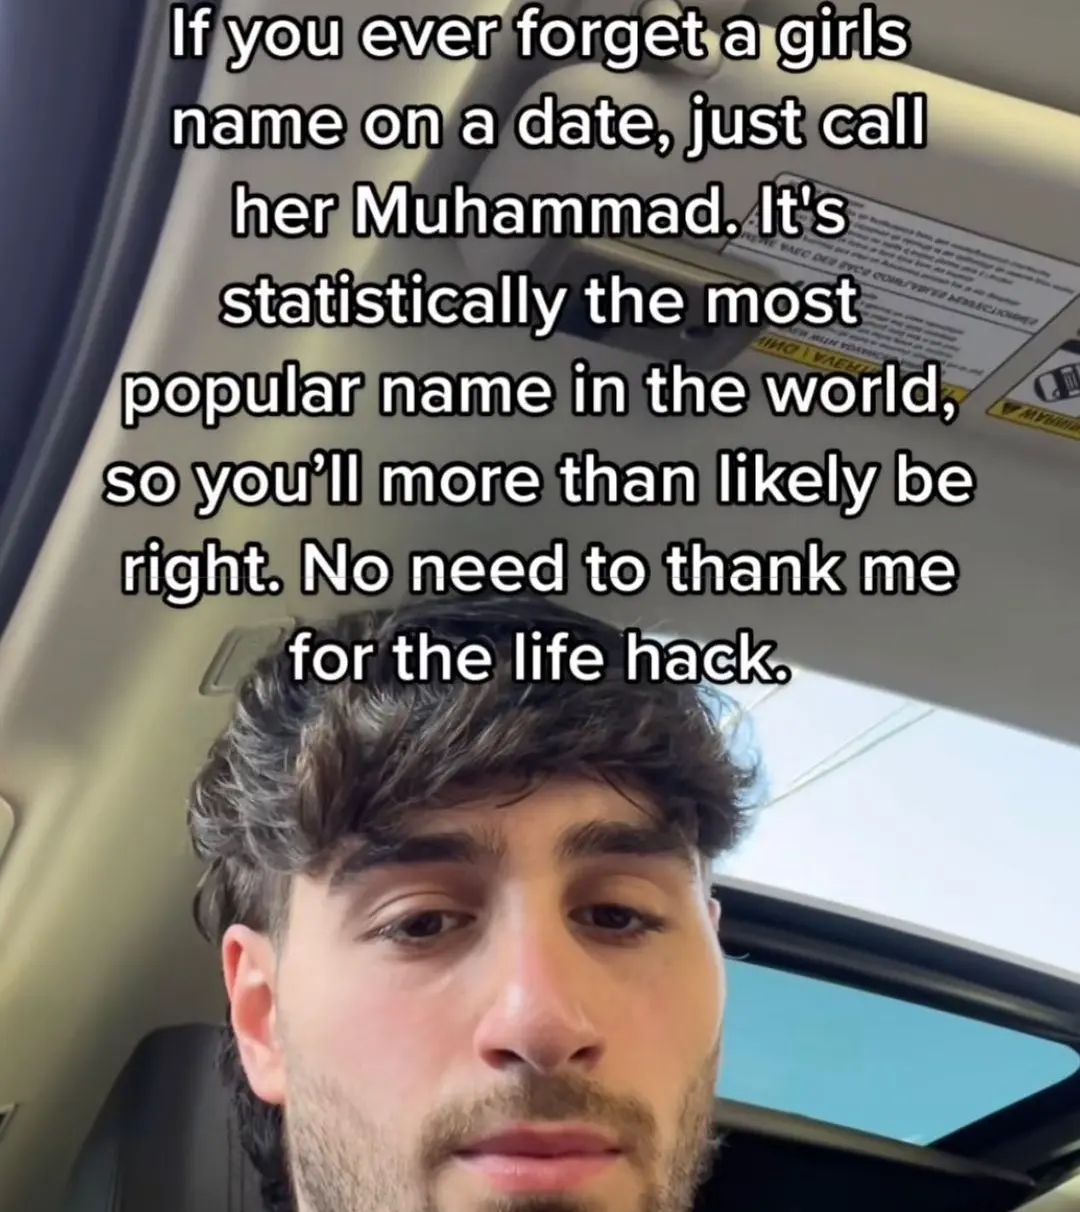 If you ever forget a girls
name on a date, just call
her Muhammad. It's
statistically the most
popular name in the world,
so you’ll more than likely be
right. No need to thank me
for the life hack.